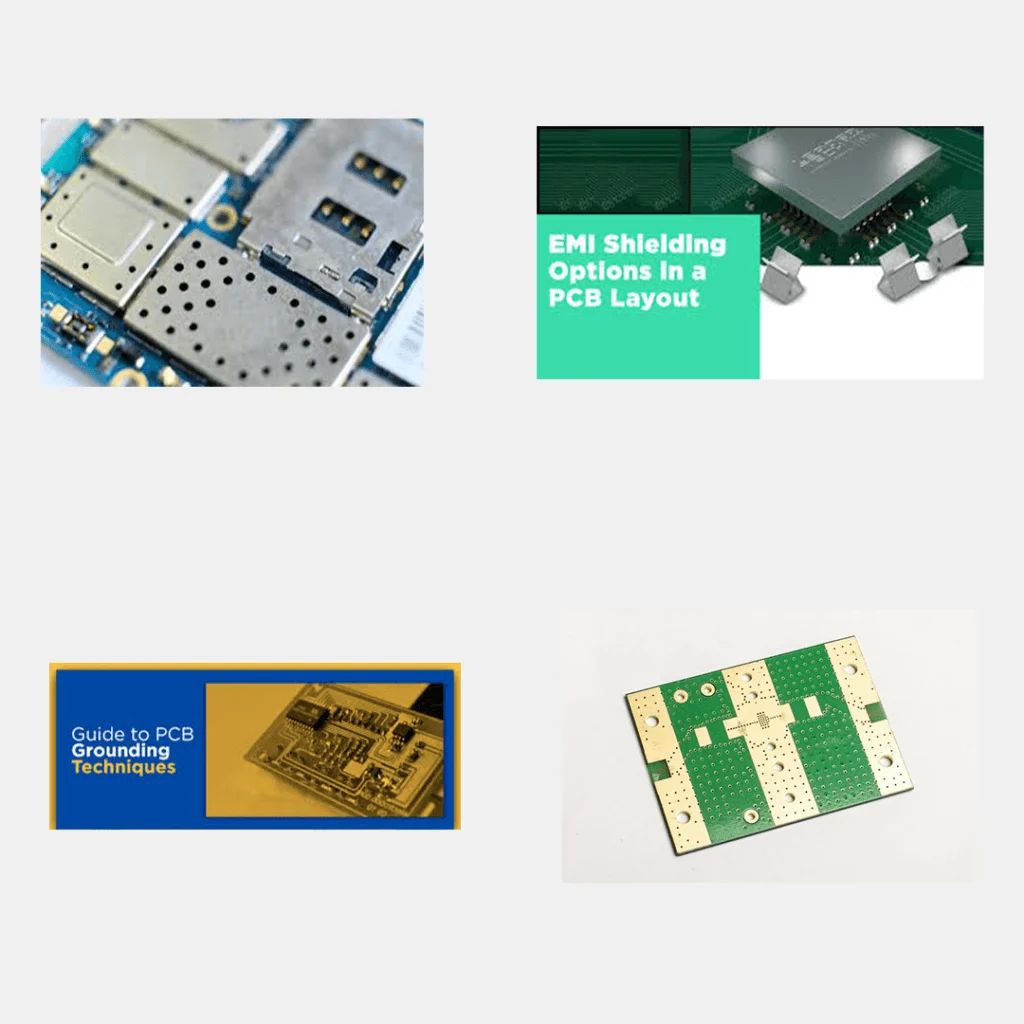 EMI Shielding
Options in a
PCB Layout
Guide to PCB
Grounding
Techniques